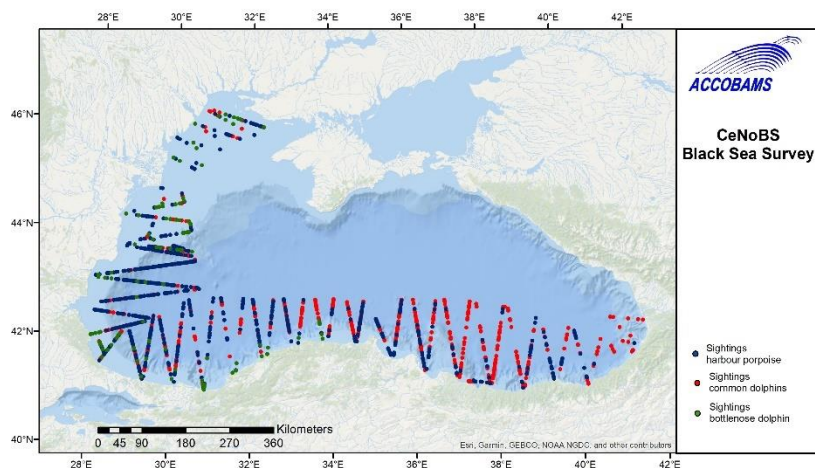 28°E 30°E 32°E 34°E 36°E 38°E 40°E 42°E
46°N
44°N
42°N
40°N
28°E 30°E 32°E 34°E 36°E 38°E 40°E 42°E
Kilometers
0 45 90 180 270 360
Esri, Garmin, GEBCO, NOAA NGDC, and other contributors
ACCOBAMS
CeNoBS
Black Sea Survey
Sightings
harbour porpoise
Sightings
common dolphins
Sightings
bottlenose dolphin